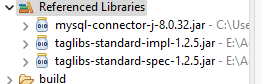 Referenced Libraries
mysql-connector-j-8.0.32.jar - C:\Use
taglibs-standard-impl-1.2.5.jar - E:\A
taglibs-standard-spec-1.2.5.jar - E:\A
build